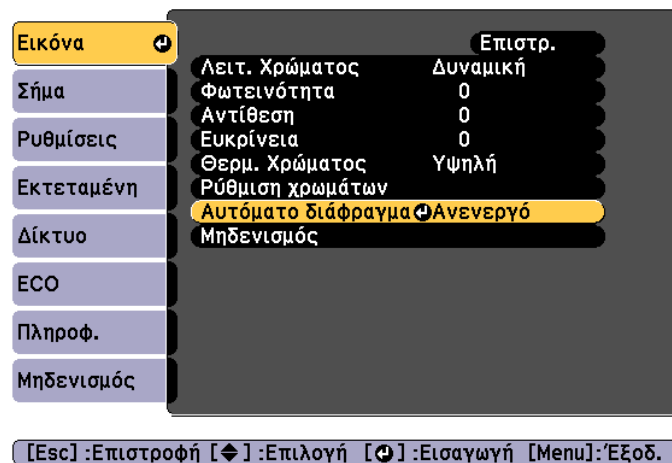 Εικόνα
Σήμα
Ρυθμίσεις
Εκτεταμένη
Δίκτυο
ECO
Πληροφ.
Μηδενισμός
Επιστρ.
Λειτ. Χρώματος Δυναμική
Φωτεινότητα 0
Αντίθεση 0
Ευκρίνεια 0
Θερμ. Χρώματος Υψηλή
Ρύθμιση χρωμάτων
Αυτόματο διάφραγμα Ανενεργό
Μηδενισμός
[Esc] :Επιστροφή [◆] :Επιλογή [⏎] :Εισαγωγή [Menu]:Έξοδ.